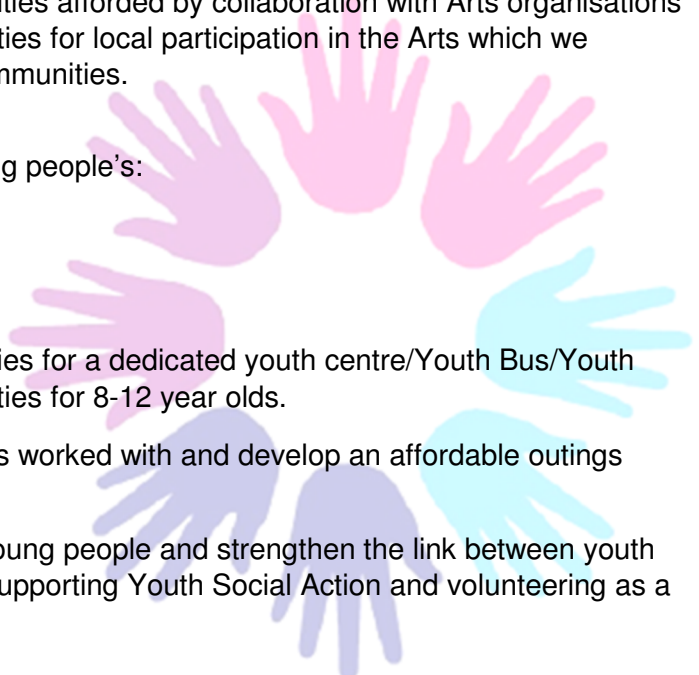 ities afforded by collaboration with Arts organisations
ties for local participation in the Arts which we
mmunities.
g people's:
ies for a dedicated youth centre/Youth Bus/Youth
ties for 8-12 year olds.
s worked with and develop an affordable outings
oung people and strengthen the link between youth
upporting Youth Social Action and volunteering as a